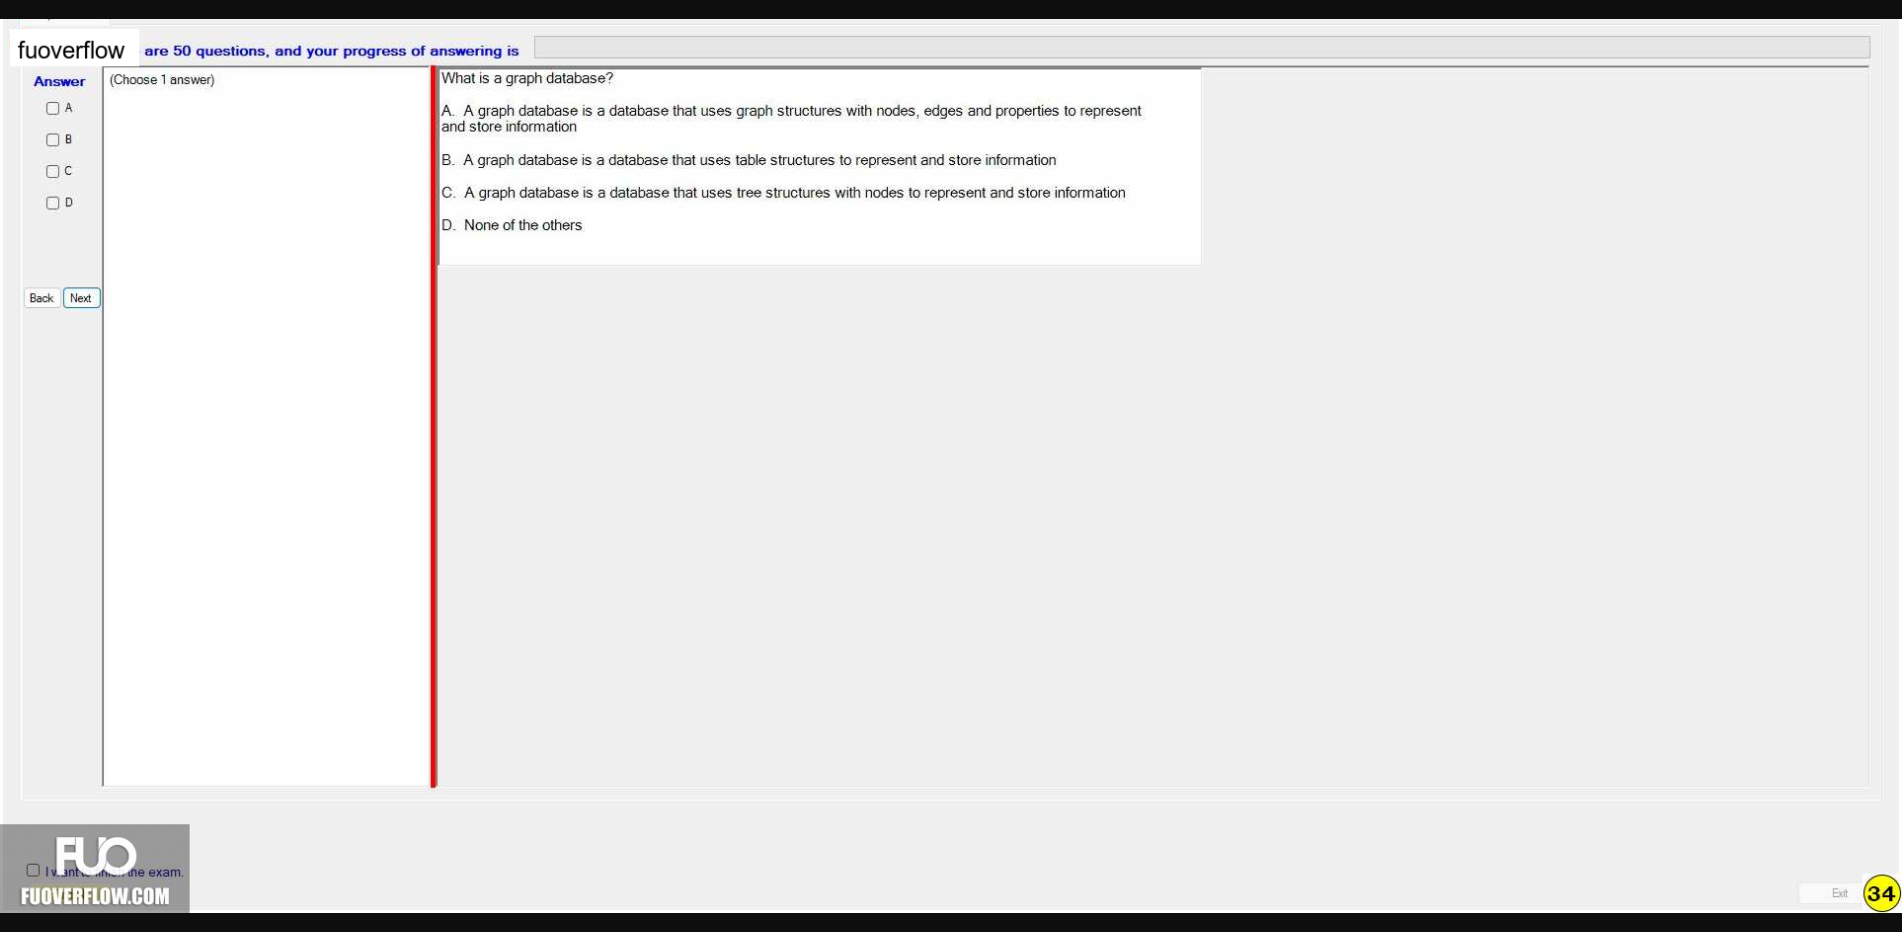 fuoverflow are 50 questions, and your progress of answering is
Answer
(Choose 1 answer)
A
B
C
D
Back Next
What is a graph database?
A. A graph database is a database that uses graph structures with nodes, edges and properties to represent
and store information
B. A graph database is a database that uses table structures to represent and store information
C. A graph database is a database that uses tree structures with nodes to represent and store information
D. None of the others
FUO
I want to finish the exam.
FUOVERFLOW.COM
Exit
34